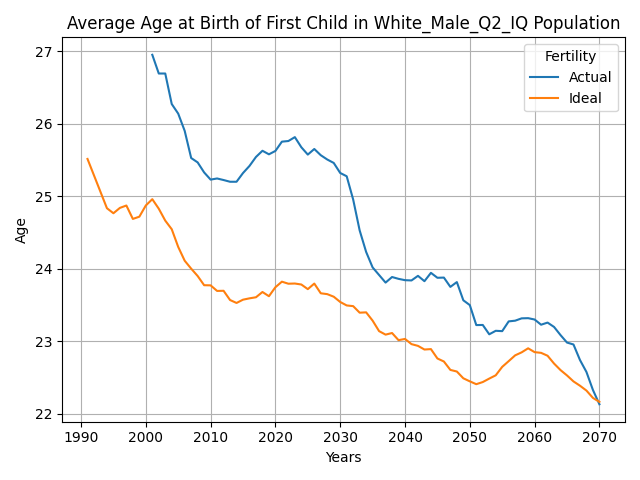 Average Age at Birth of First Child in White_Male_Q2_IQ Population
27
26
25
24
23
22
Age
Fertility
Actual
Ideal
1990 2000 2010 2020 2030 2040 2050 2060 2070
Years